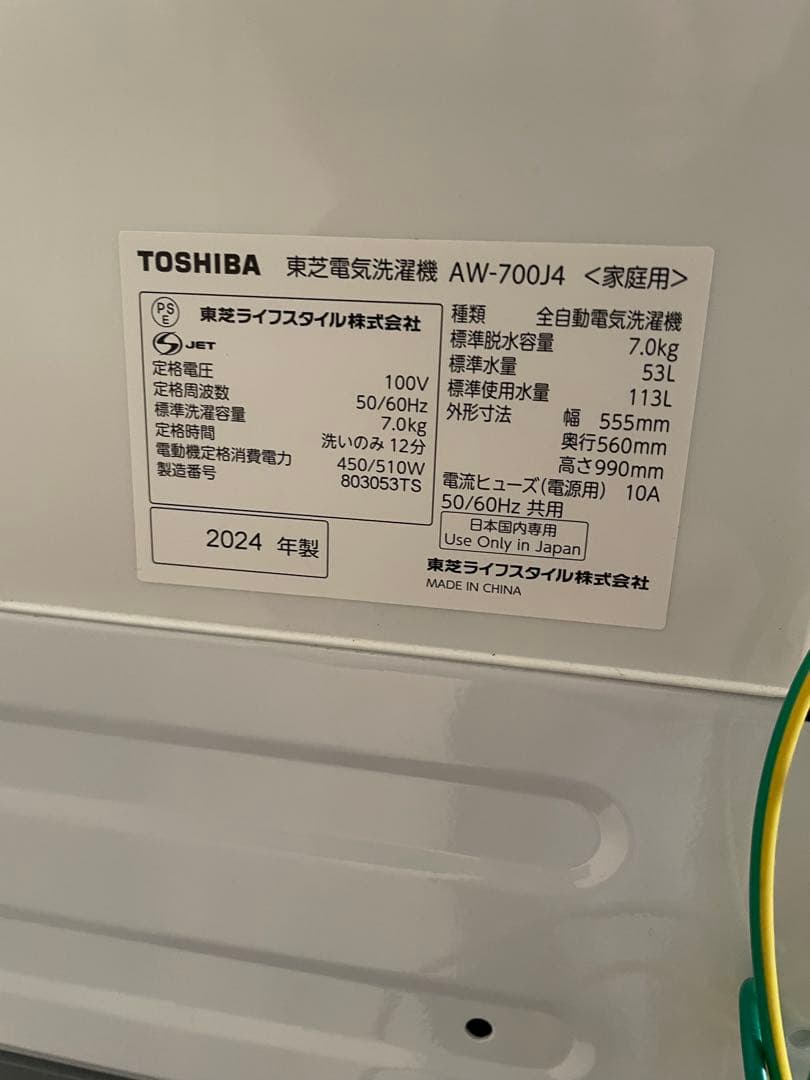 TOSHIBA 東芝電気洗濯機 AW-700J4 <家庭用>
PS
E
東芝ライフスタイル株式会社
S JET
定格電圧 100V
定格周波数 50/60Hz
標準洗濯容量 7.0kg
定格時間 洗いのみ 12分
電動機定格消費電力 450/510W
製造番号 803053TS
2024 年製
種類 全自動電気洗濯機
標準脱水容量 7.0kg
標準水量 53L
標準使用水量 113L
外形寸法 幅 555mm
奥行560mm
高さ990mm
電流ヒューズ(電源用) 10A
50/60Hz 共用
日本国内専用
Use Only in Japan
東芝ライフスタイル株式会社
MADE IN CHINA